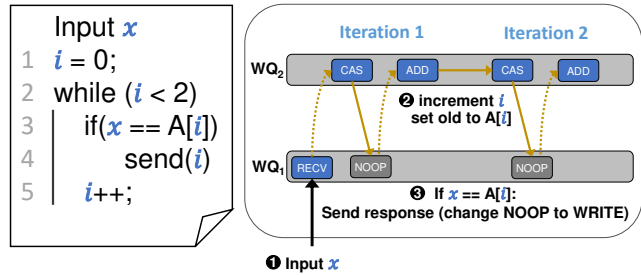 Input x
1 i = 0;
2 while (i < 2)
3 if(x == A[i])
4 send(i)
5 i++;
Iteration 1 Iteration 2
WQ2 CAS ADD CAS ADD
❷ increment i
set old to A[i]
WQ1 RECV NOOP NOOP
❸ If x == A[i]:
Send response (change NOOP to WRITE)
❶ Input x